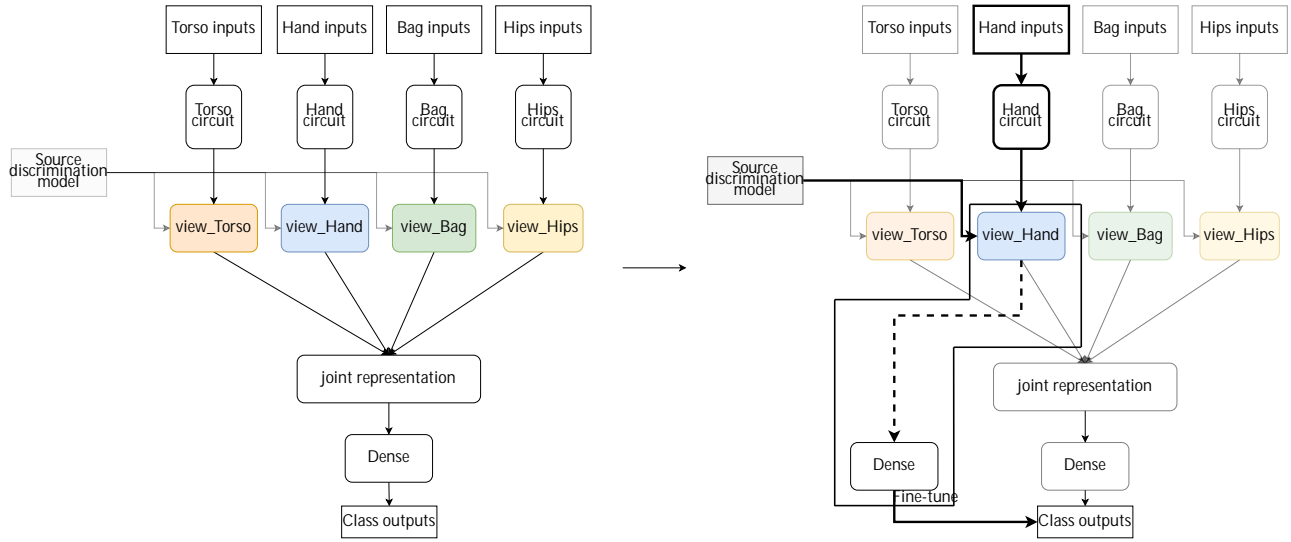 Torso inputs
Hand inputs
Bag inputs
Hips inputs
Torso
circuit
Hand
circuit
Bag
circuit
Hips
circuit
Source
discrimination
model
view_Torso
view_Hand
view_Bag
view_Hips
joint representation
Dense
Class outputs
Torso inputs
Hand inputs
Bag inputs
Hips inputs
Torso
circuit
Hand
circuit
Bag
circuit
Hips
circuit
Source
discrimination
model
view_Torso
view_Hand
view_Bag
view_Hips
joint representation
Dense
Dense
Fine-tune
Class outputs